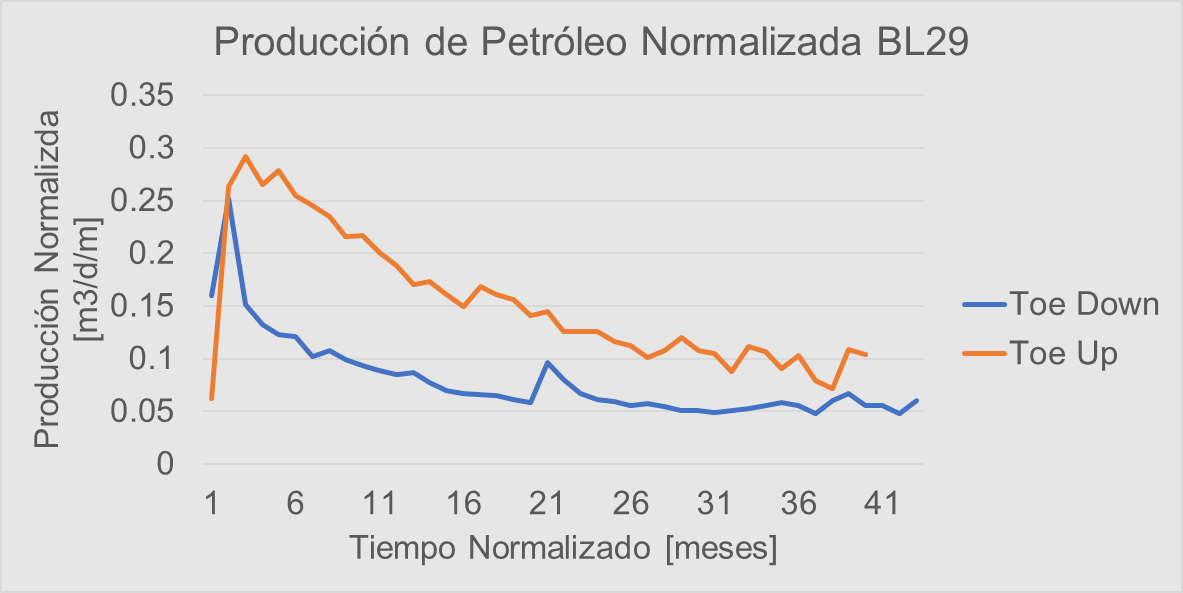 Producción de Petróleo Normalizada BL29
Producción Normalizda
[m3/d/m]
0.35
0.3
0.25
0.2
0.15
0.1
0.05
0
1 6 11 16 21 26 31 36 41
Tiempo Normalizado [meses]
Toe Down
Toe Up